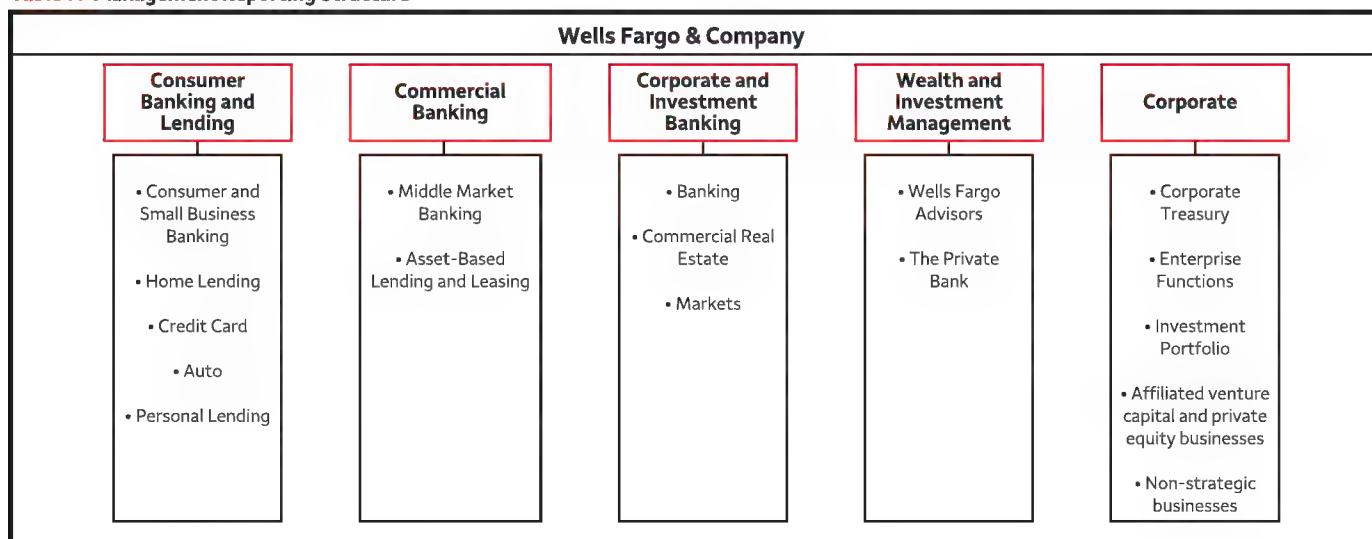 Wells Fargo & Company
Consumer
Banking and
Lending
• Consumer and
Small Business
Banking
• Home Lending
• Credit Card
• Auto
• Personal Lending
Commercial
Banking
• Middle Market
Banking
• Asset-Based
Lending and Leasing
Corporate and
Investment
Banking
• Banking
• Commercial Real
Estate
• Markets
Wealth and
Investment
Management
• Wells Fargo
Advisors
• The Private
Bank
Corporate
• Corporate
Treasury
• Enterprise
Functions
• Investment
Portfolio
• Affiliated venture
capital and private
equity businesses
• Non-strategic
businesses